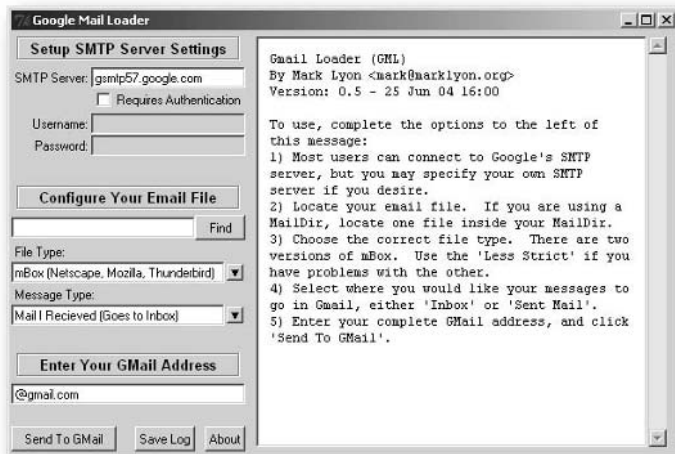 Google Mail Loader
Setup SMTP Server Settings
SMTP Server: gsmtp57.google.com
Requires Authentication
Username:
Password:
Configure Your Email File
Find
File Type:
mBox (Netscape, Mozilla, Thunderbird)
Message Type:
Mail I Recieved (Goes to Inbox)
Enter Your GMail Address
@gmail.com
Send To GMail Save Log About
Gmail Loader (GML)
By Mark Lyon <mark@marklyon.org>
Version: 0.5 - 25 Jun 04 16:00
To use, complete the options to the left of
this message:
1) Most users can connect to Google's SMTP
server, but you may specify your own SMTP
server if you desire.
2) Locate your email file. If you are using a
MailDir, locate one file inside your MailDir.
3) Choose the correct file type. There are two
versions of mBox. Use the 'Less Strict' if you
have problems with the other.
4) Select where you would like your messages to
go in Gmail, either 'Inbox' or 'Sent Mail'.
5) Enter your complete GMail address, and click
'Send To GMail'.